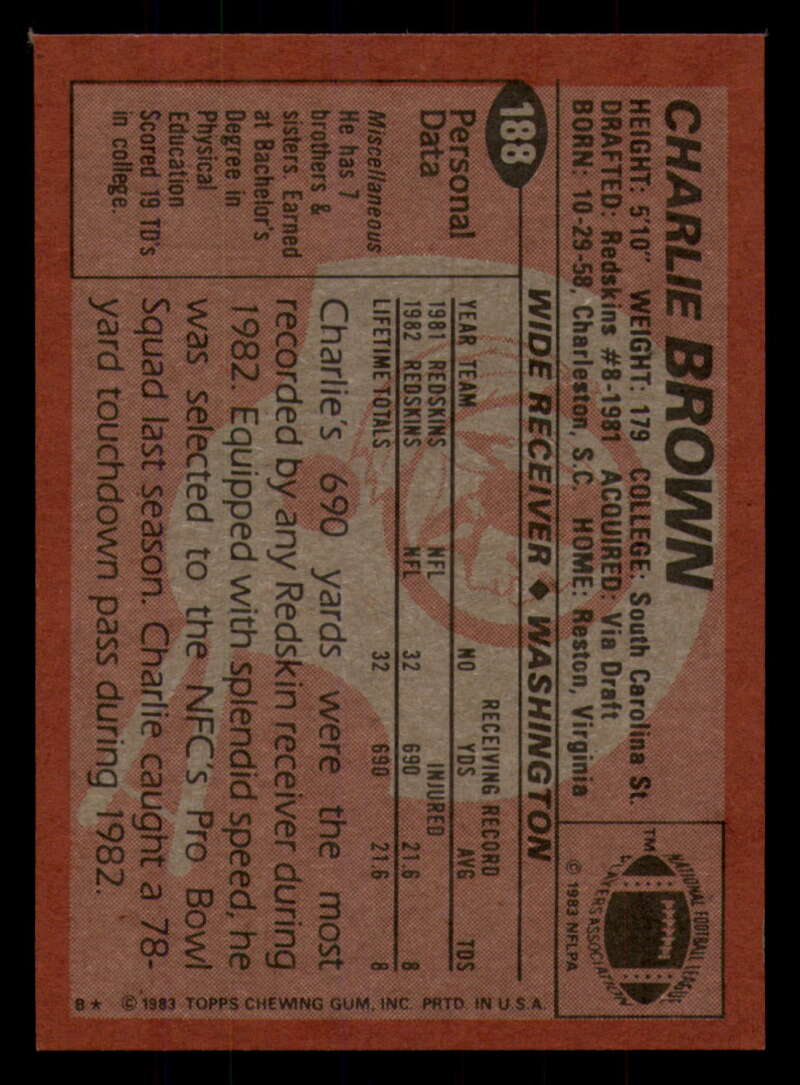 188
CHARLIE BROWN
HEIGHT: 5'10" WEIGHT: 179 COLLEGE: South Carolina St.
DRAFTED: Redskins #8-1981 ACQUIRED: Via Draft
BORN: 10-29-58, Charleston, S.C. HOME: Reston, Virginia
WIDE RECEIVER ◆ WASHINGTON
TM
NATIONAL FOOTBALL LEAGUE
PLAYERS ASSOCIATION
© 1983 NFLPA
Personal
Data
Miscellaneous
He has 7
brothers &
sisters. Earned
at Bachelor's
Degree in
Physical
Education
Scored 19 TD's
in college.
RECEIVING RECORD
YEAR TEAM NO YDS AVG TDS
1981 REDSKINS NFL INJURED
1982 REDSKINS NFL 32 690 21.6 8
LIFETIME TOTALS 32 690 21.6 8
Charlie's 690 yards were the most
recorded by any Redskin receiver during
1982. Equipped with splendid speed, he
was selected to the NFC's Pro Bowl
Squad last season. Charlie caught a 78-
yard touchdown pass during 1982.
B★ © 1983 TOPPS CHEWING GUM, INC. PRTD. IN U.S.A.